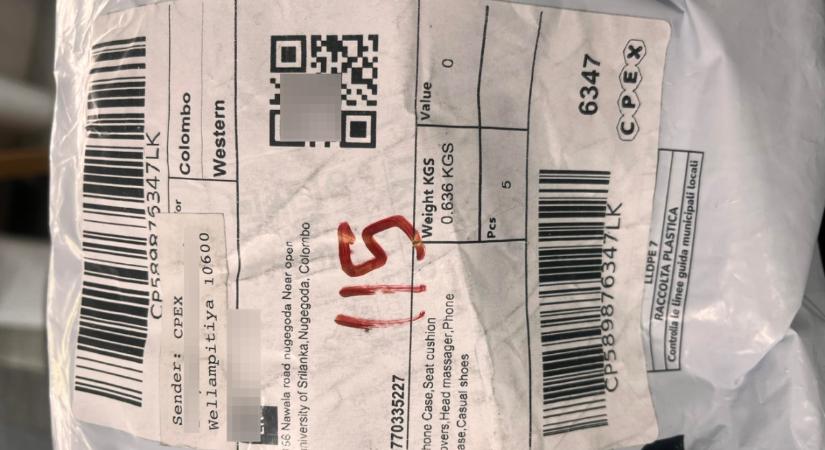 CP589876347LK
Colombo
Western
or
Sender: CPEX
Wellampitiya 10600
56 Nawala road nugegoda Near open
niversity of Srilanka,Nugegoda, Colombo
770335227
115
Weight KGS
0.636 KGS
Value
0
Pcs
5
hone Case,Seat cushion
overs,Head massager,Phone
ase,Casual shoes
CP589876347LK
6347
CPEX
LLDPE 7
RACCOLTA PLASTICA
Controlla le linee guida municipali locali